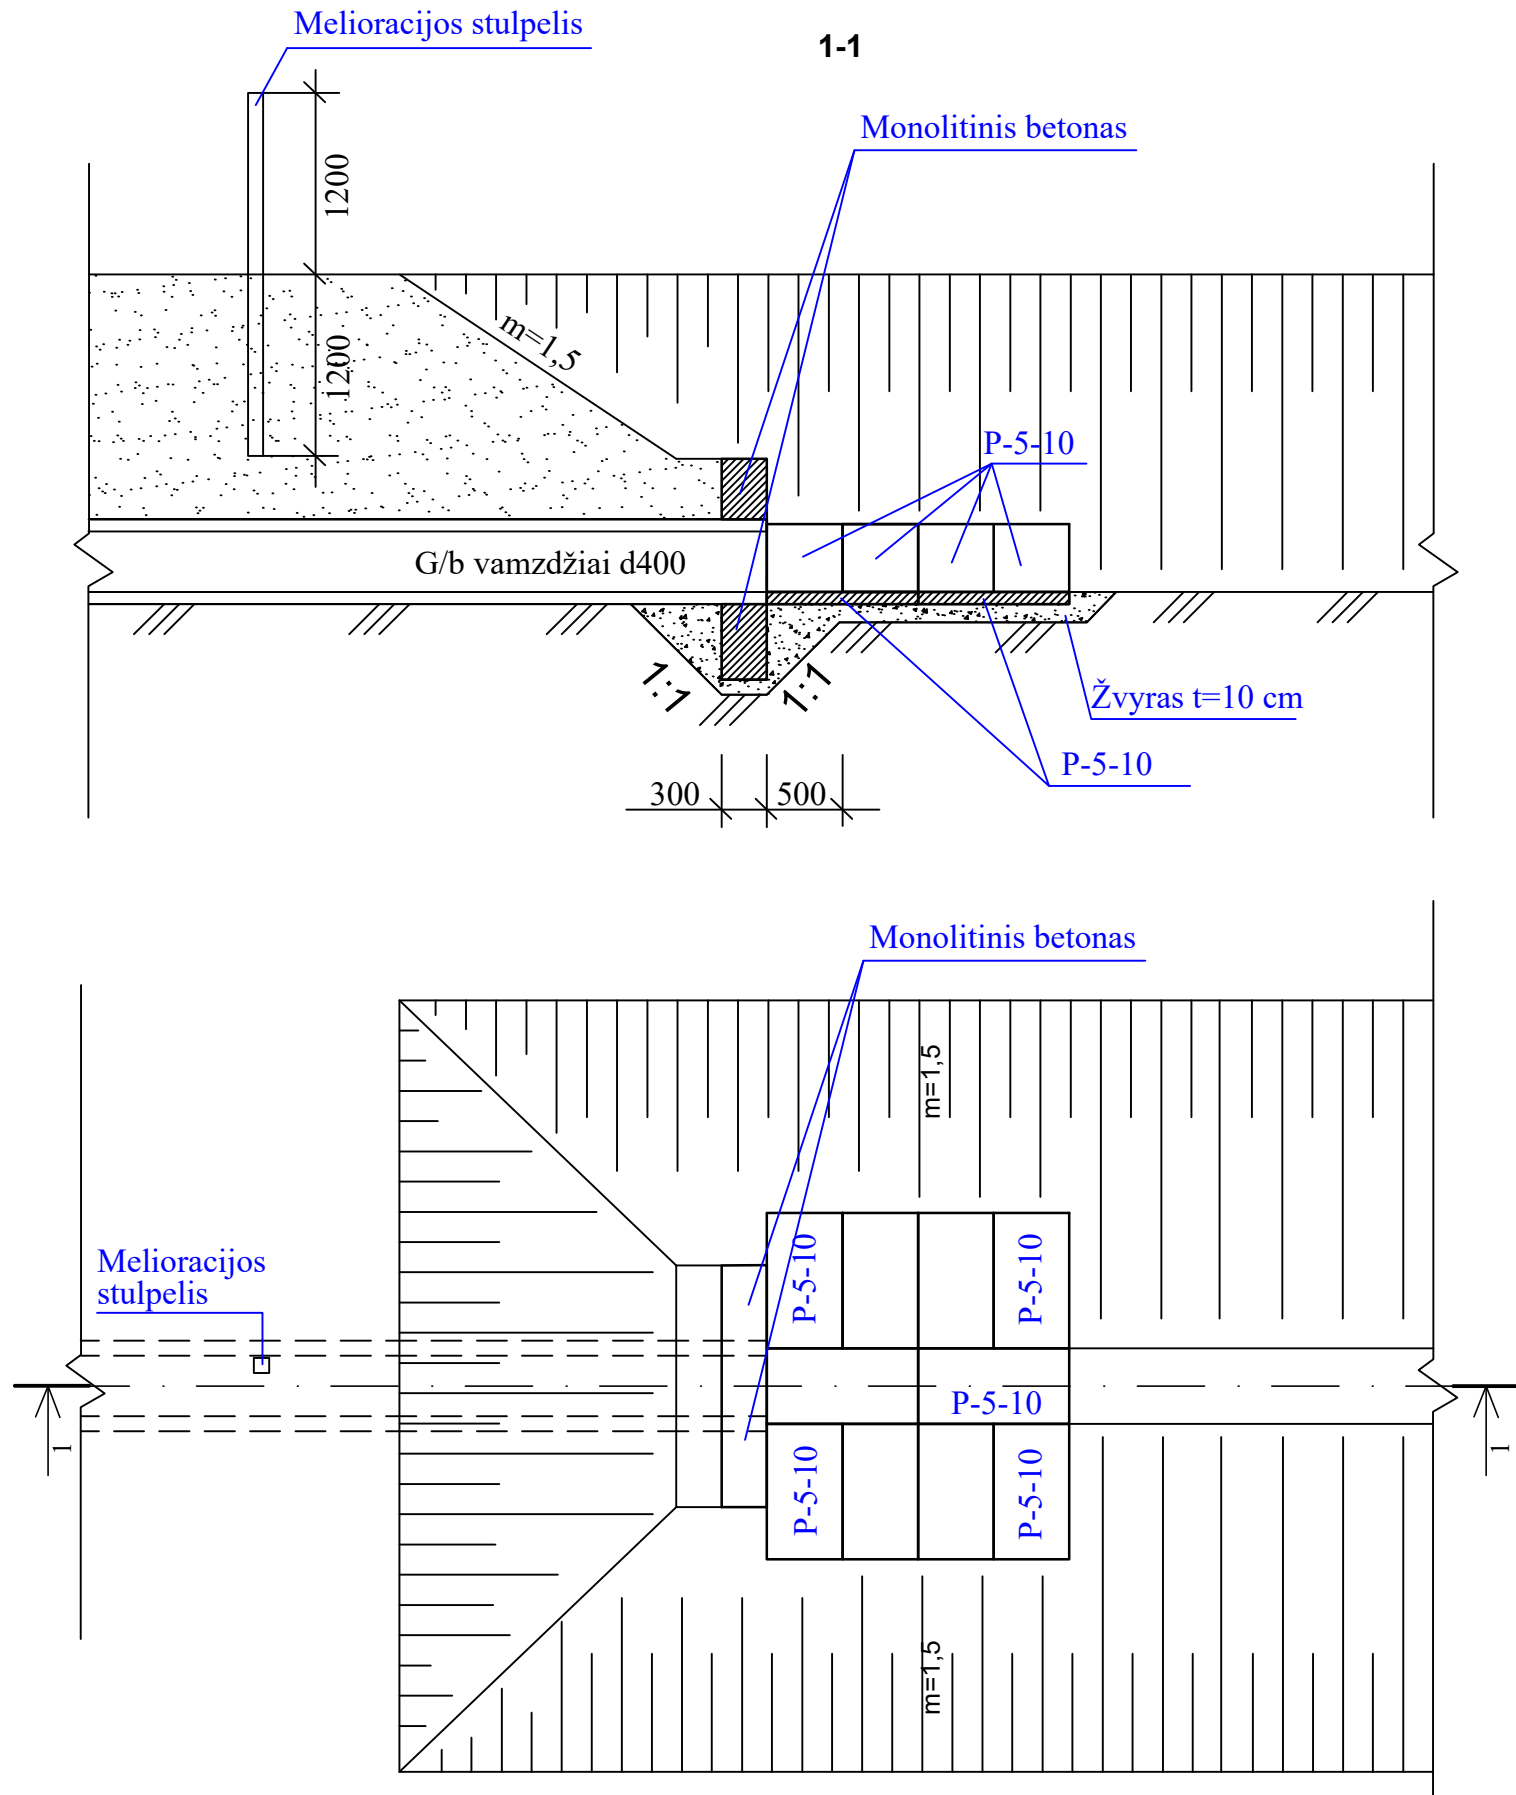 Melioracijos stulpelis
1-1
Monolitinis betonas
1200
1200
m=1,5
P-5-10
G/b vamzdžiai d400
1:1
1:1
Žvyras t=10 cm
P-5-10
300
500
Monolitinis betonas
m=1,5
Melioracijos
stulpelis
P-5-10
P-5-10
P-5-10
1
1
P-5-10
P-5-10
m=1,5